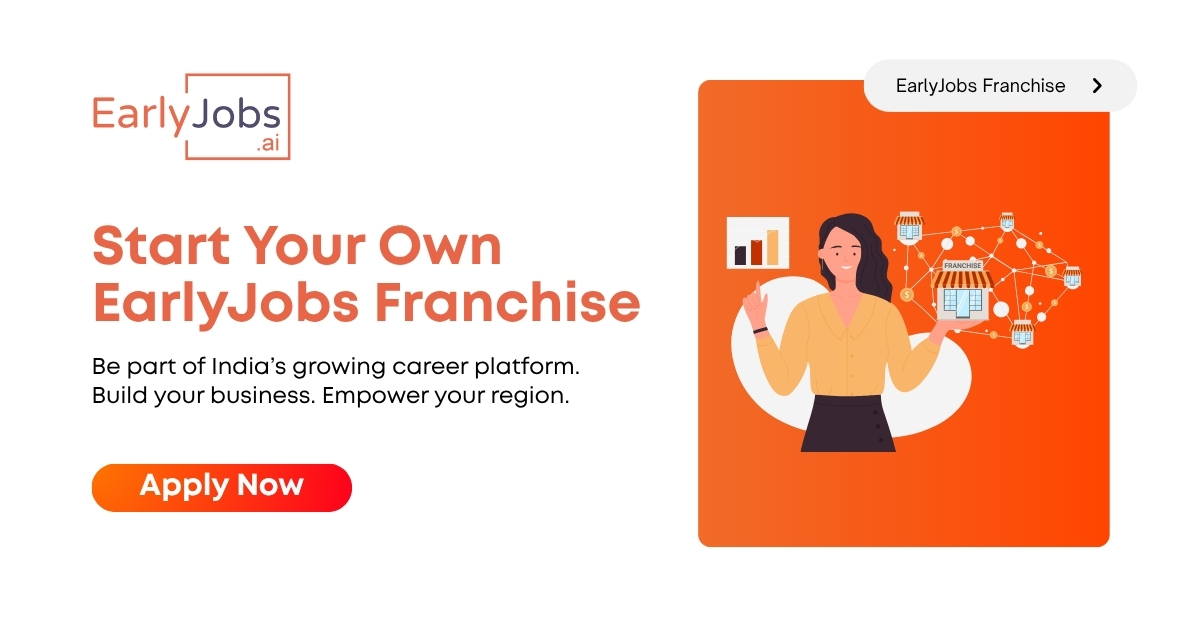 EarlyJobs
.ai
EarlyJobs Franchise
Start Your Own
EarlyJobs Franchise
Be part of India’s growing career platform.
Build your business. Empower your region.
Apply Now
FRANCHISE
$
$
$
$
$
$
$
$